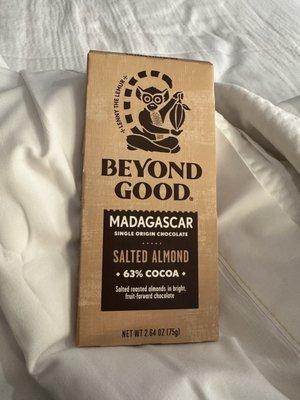 LENNY THE LEMUR
BEYOND
GOOD®
MADAGASCAR
SINGLE ORIGIN CHOCOLATE
SALTED ALMOND
63% COCOA
Salted roasted almonds in bright,
fruit-forward chocolate
NET WT 2.64 OZ (75g)